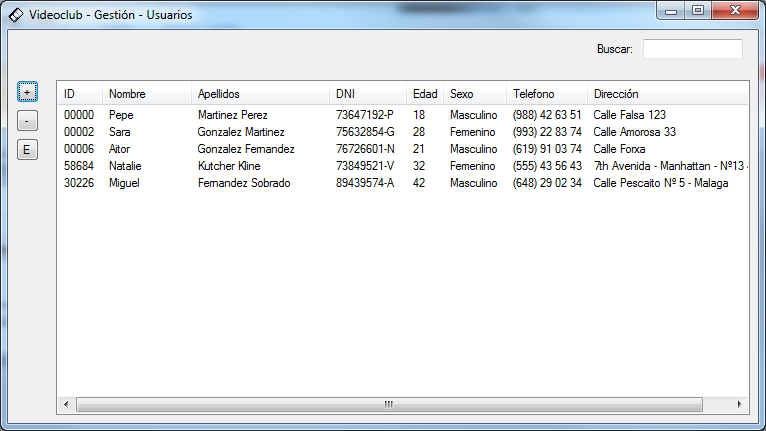 Videoclub - Gestión - Usuarios
Buscar:
+
-
E
ID Nombre Apellidos DNI Edad Sexo Telefono Dirección
00000 Pepe Martinez Perez 73647192-P 18 Masculino (988) 42 63 51 Calle Falsa 123
00002 Sara Gonzalez Martinez 75632854-G 28 Femenino (993) 22 83 74 Calle Amorosa 33
00006 Aitor Gonzalez Fernandez 76726601-N 21 Masculino (619) 91 03 74 Calle Forxa
58684 Natalie Kutcher Kline 73849521-V 32 Femenino (555) 43 56 43 7th Avenida - Manhattan - Nº13 -
30226 Miguel Fernandez Sobrado 89439574-A 42 Masculino (648) 29 02 34 Calle Pescaito Nº 5 - Malaga